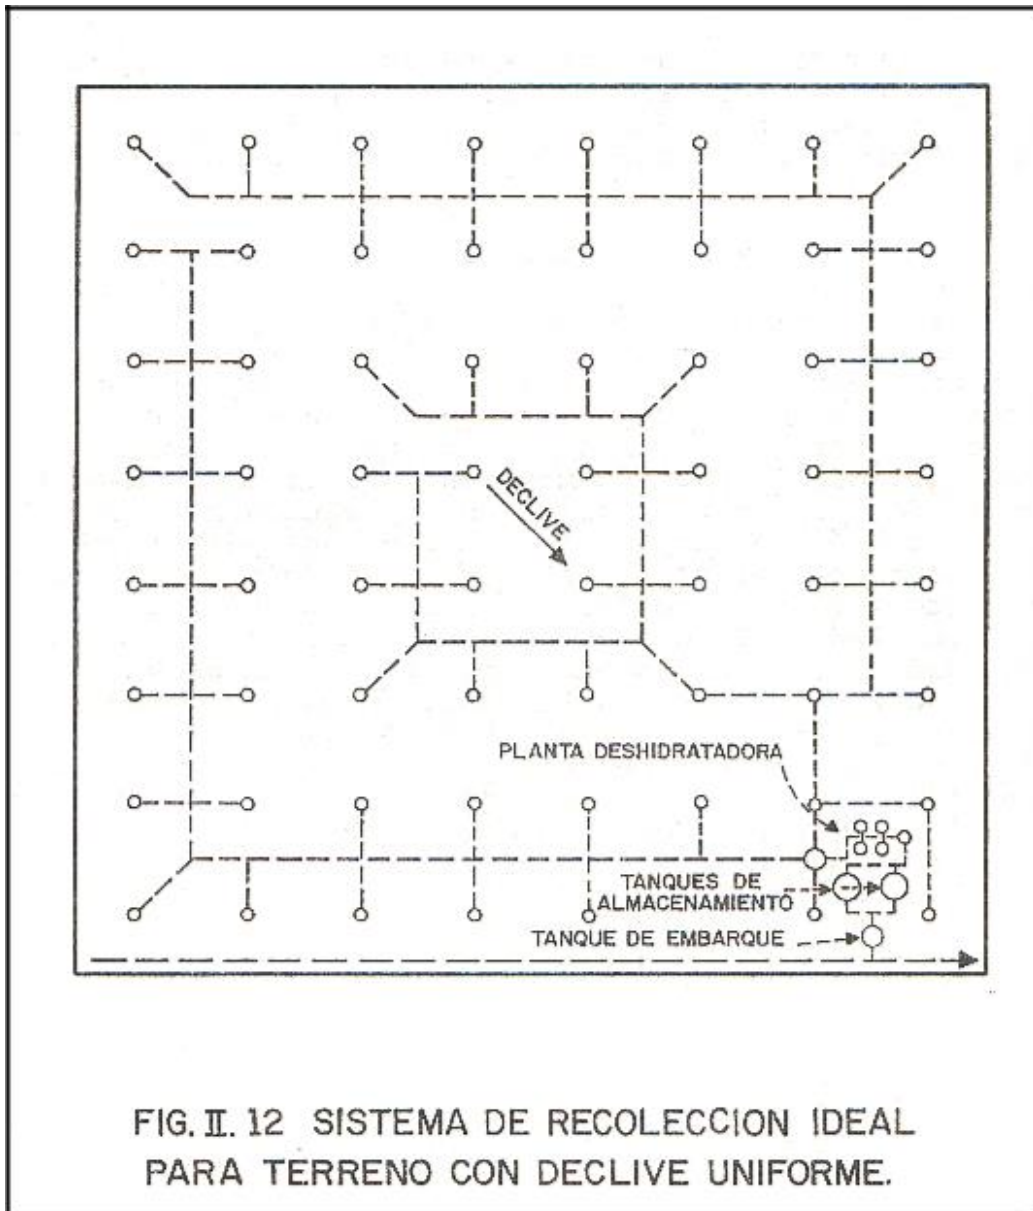 DECLIVE
PLANTA DESHIDRATADORA
TANQUES DE
ALMACENAMIENTO
TANQUE DE EMBARQUE
FIG. II. 12 SISTEMA DE RECOLECCION IDEAL
PARA TERRENO CON DECLIVE UNIFORME.